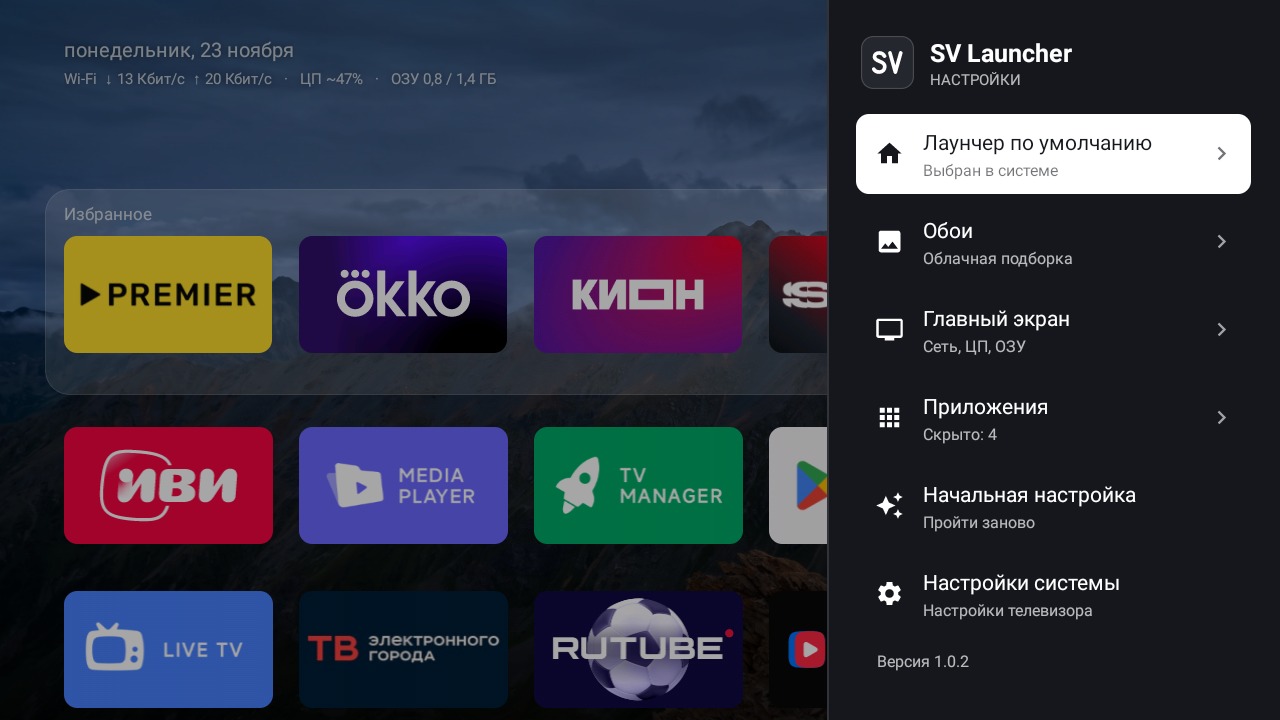 понедельник, 23 ноября
Wi-Fi ↓ 13 Кбит/с ↑ 20 Кбит/с · ЦП ~47% · ОЗУ 0,8 / 1,4 ГБ
Избранное
PREMIER
ökko
КИОН
иви
MEDIA
PLAYER
TV
MANAGER
LIVE TV
ТВ ЭЛЕКТРОННОГО
ГОРОДА
RUTUBE
SV
SV Launcher
НАСТРОЙКИ
Лаунчер по умолчанию
Выбран в системе
Обои
Облачная подборка
Главный экран
Сеть, ЦП, ОЗУ
Приложения
Скрыто: 4
Начальная настройка
Пройти заново
Настройки системы
Настройки телевизора
Версия 1.0.2